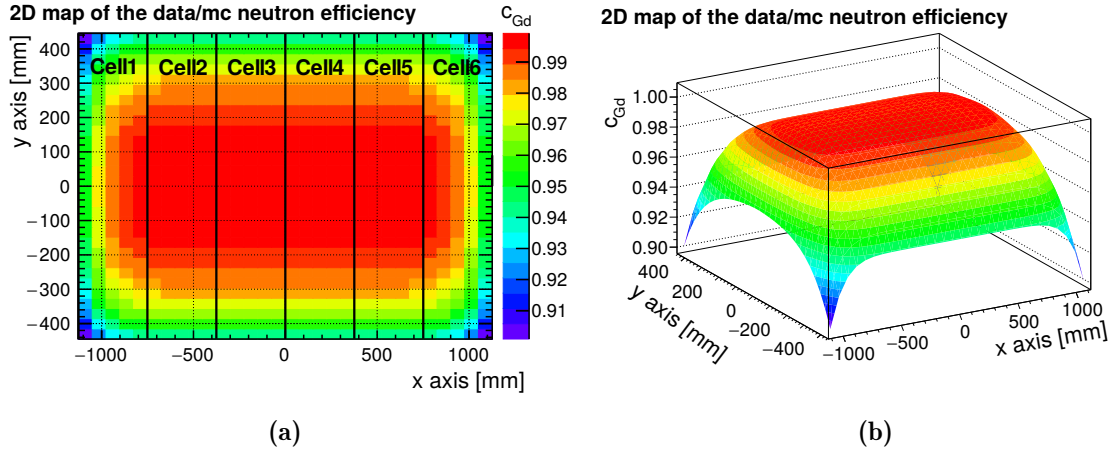 2D map of the data/mc neutron efficiency
c_Gd
y axis [mm]
400
300
200
100
0
−100
−200
−300
−400
Cell1 Cell2 Cell3 Cell4 Cell5 Cell6
0.99
0.98
0.97
0.96
0.95
0.94
0.93
0.92
0.91
−1000 −500 0 500 1000
x axis [mm]
(a)
2D map of the data/mc neutron efficiency
c_Gd
1.00
0.98
0.96
0.94
0.92
0.90
400
200
0
−200
−400
y axis [mm]
−1000 −500 0 500 1000
x axis [mm]
(b)